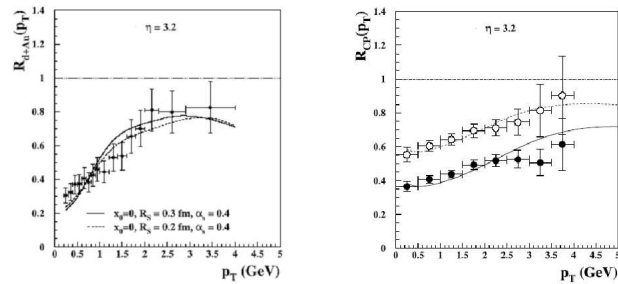 R_{d+Au}(p_T)
η = 3.2
1.4
1.2
1
0.8
0.6
0.4
0.2
0
x_0=0, R_S = 0.3 fm, α_s = 0.4
x_0=0, R_S = 0.2 fm, α_s = 0.4
0 0.5 1 1.5 2 2.5 3 3.5 4 4.5 5
p_T (GeV)
R_{CP}(p_T)
η = 3.2
1.4
1.2
1
0.8
0.6
0.4
0.2
0
0 0.5 1 1.5 2 2.5 3 3.5 4 4.5 5
p_T (GeV)